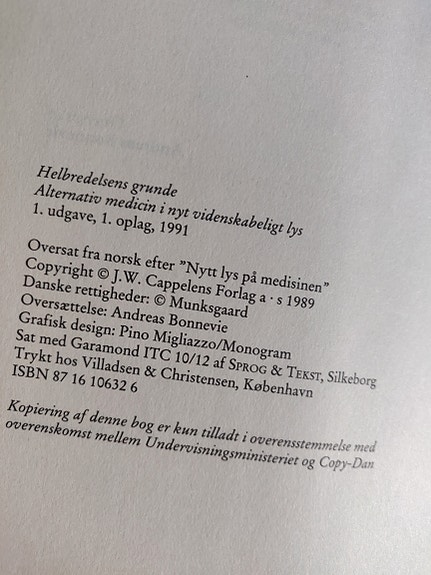 Helbredelsens grunde
Alternativ medicin i nyt videnskabeligt lys
1. udgave, 1. oplag, 1991
Oversat fra norsk efter "Nytt lys på medisinen"
Copyright © J.W. Cappelens Forlag a · s 1989
Danske rettigheder: © Munksgaard
Oversættelse: Andreas Bonnevie
Grafisk design: Pino Migliazzo/Monogram
Sat med Garamond ITC 10/12 af SPROG & TEKST, Silkeborg
Trykt hos Villadsen & Christensen, København
ISBN 87 16 10632 6
Kopiering af denne bog er kun tilladt i overensstemmelse med
overenskomst mellem Undervisningsministeriet og Copy-Dan